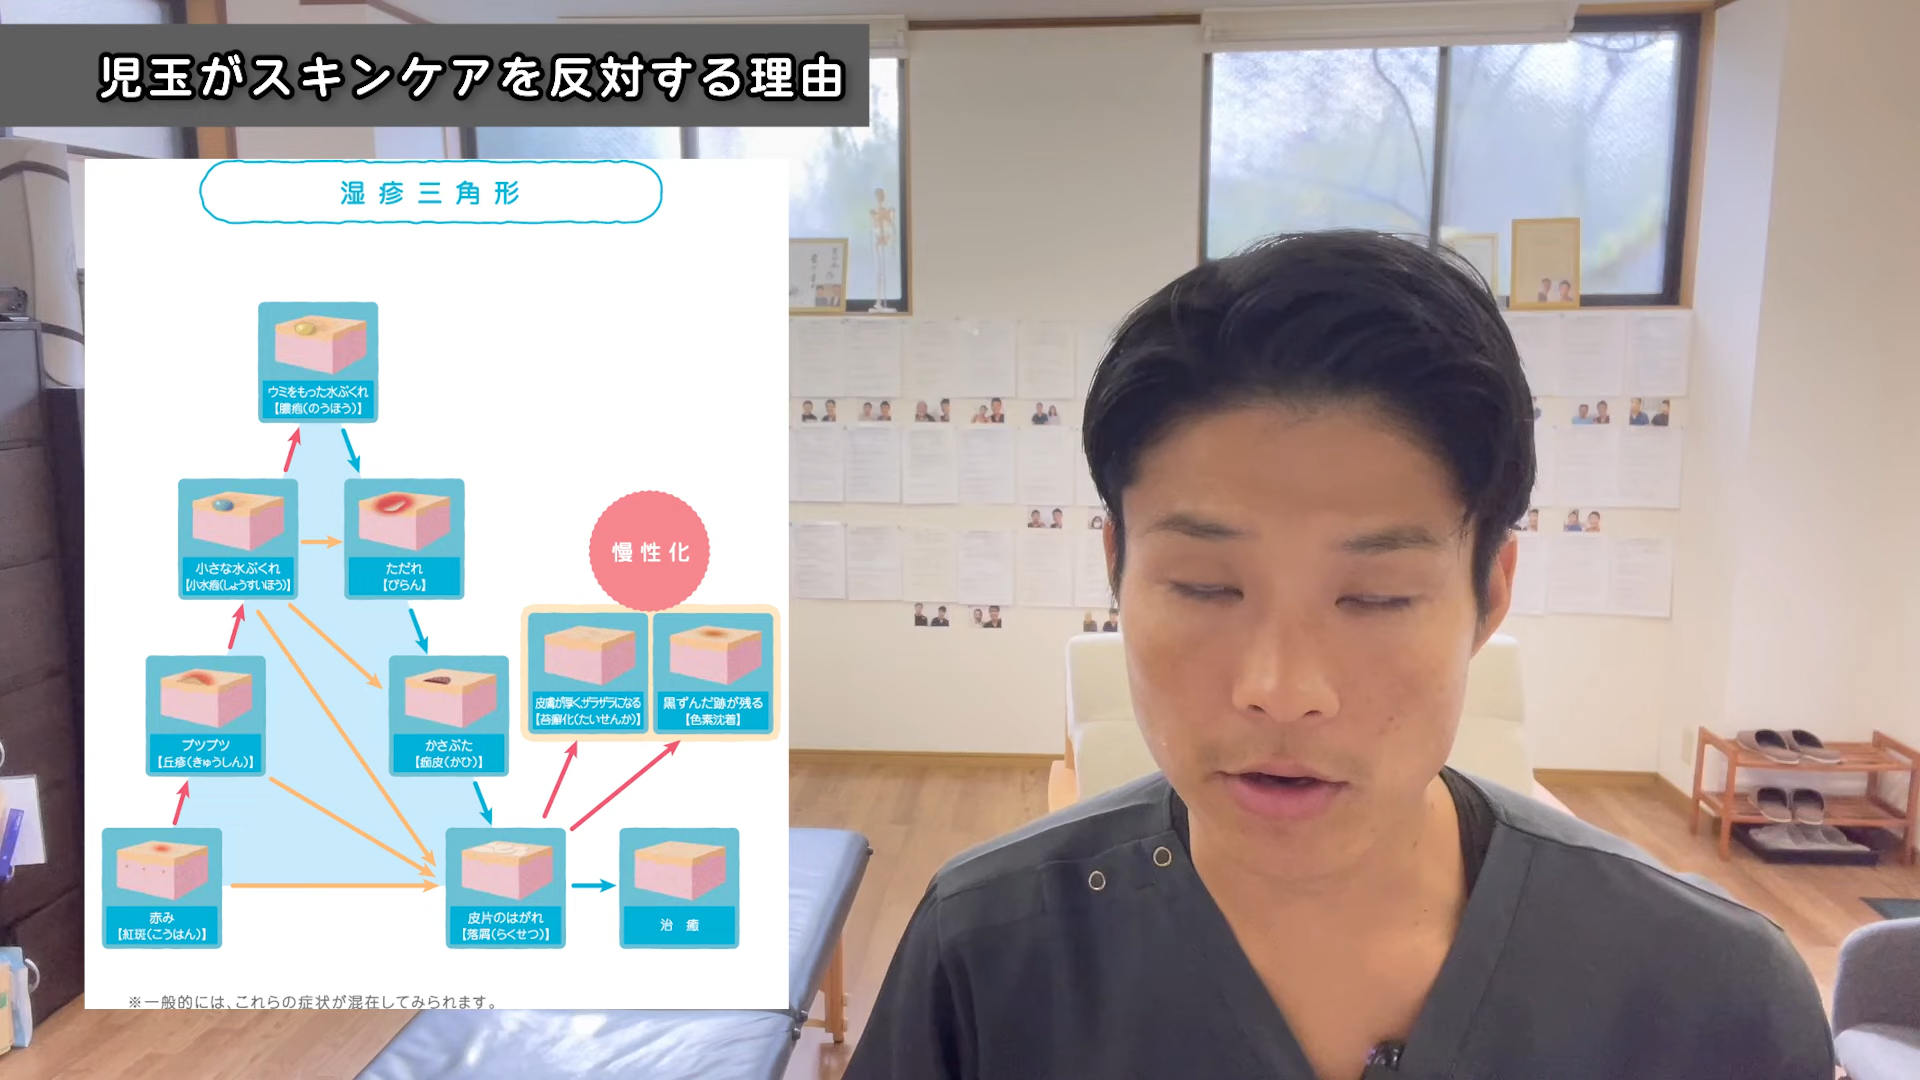 児玉がスキンケアを反対する理由
湿疹三角形
ウミをもった水ぶくれ
【膿疱(のうほう)】
小さな水ぶくれ
【小水疱(しょうすいほう)】
ただれ
【びらん】
慢性化
皮膚が厚く、ザラザラになる
【苔癬化(たいせんか)】
黒ずんだ跡が残る
【色素沈着】
ブツブツ
【丘疹(きゅうしん)】
かさぶた
【痂皮(かひ)】
赤み
【紅斑(こうはん)】
皮片のはがれ
【落屑(らくせつ)】
治癒
※一般的には、これらの症状が混在してみられます。